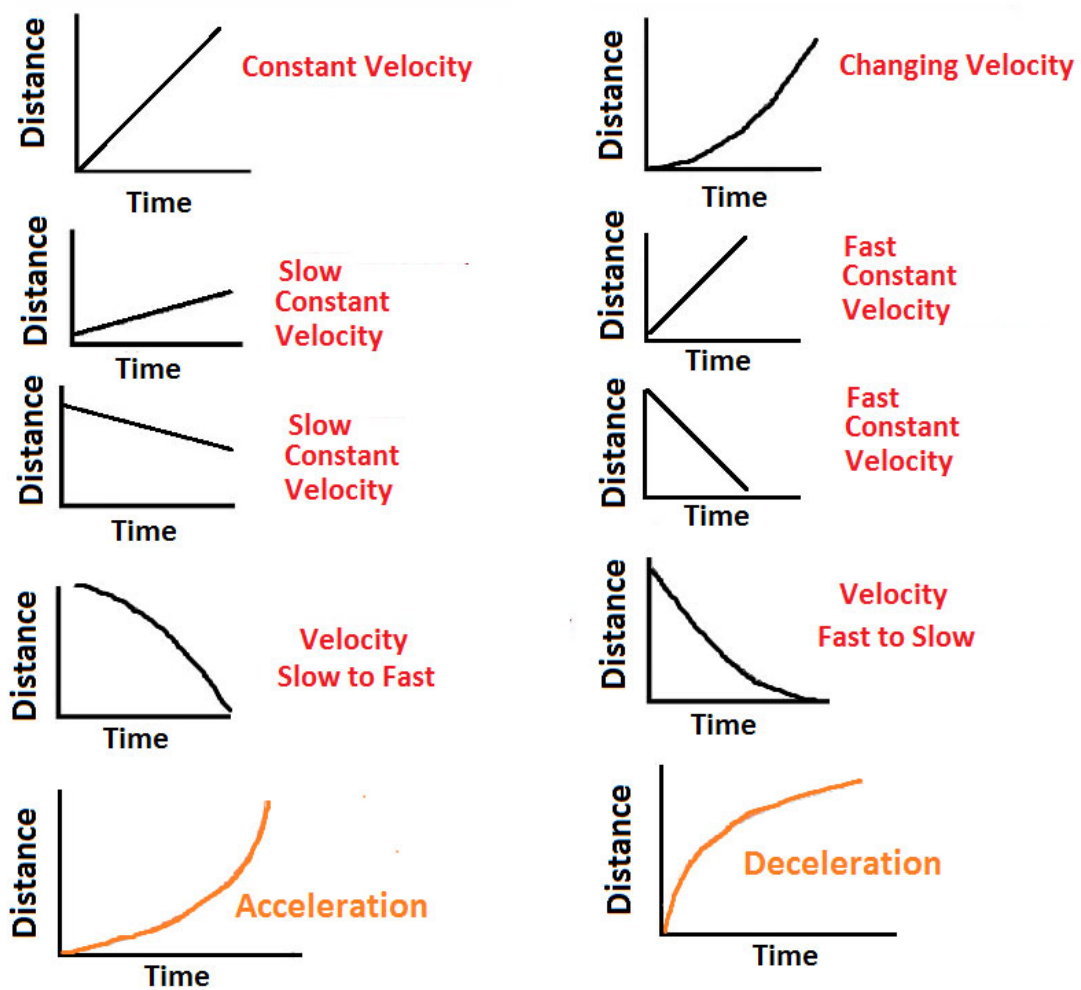 Distance
Constant Velocity
Time
Distance
Changing Velocity
Time
Distance
Slow
Constant
Velocity
Time
Distance
Fast
Constant
Velocity
Time
Distance
Slow
Constant
Velocity
Time
Distance
Fast
Constant
Velocity
Time
Distance
Velocity
Slow to Fast
Time
Distance
Velocity
Fast to Slow
Time
Distance
Acceleration
Time
Distance
Deceleration
Time